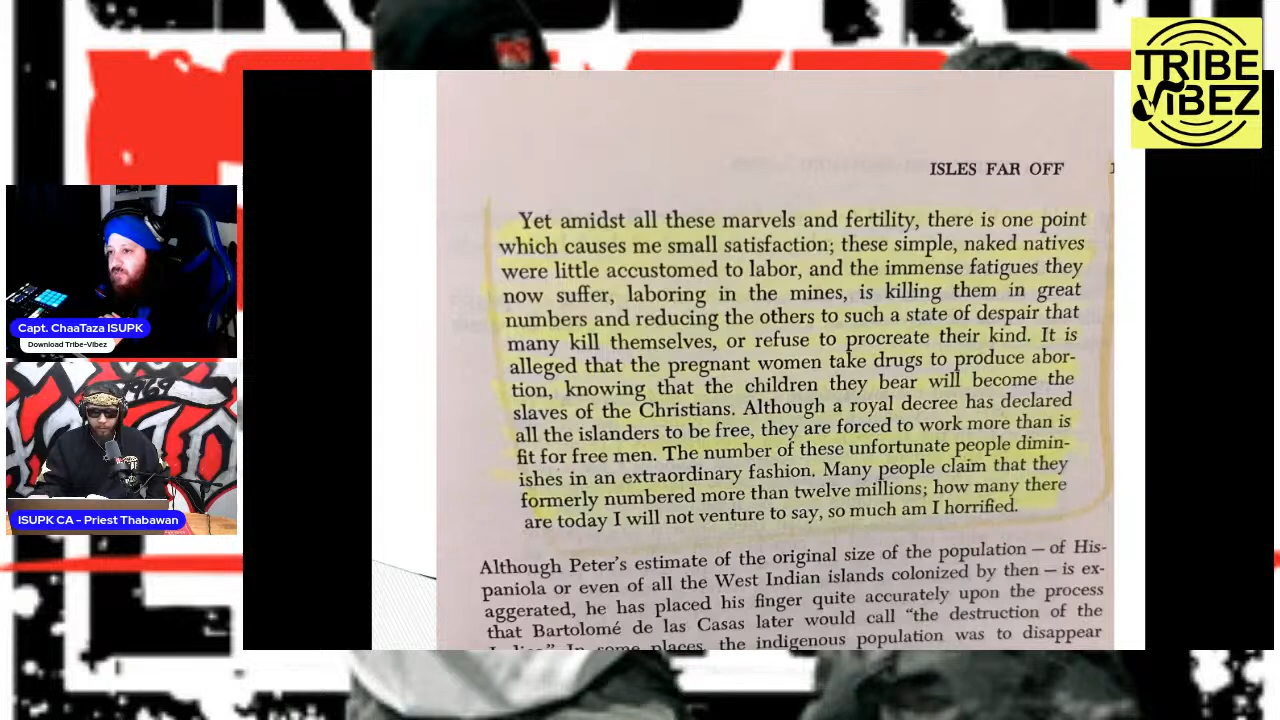 TRIBE
VIBEZ
ISLES FAR OFF
Yet amidst all these marvels and fertility, there is one point
which causes me small satisfaction; these simple, naked natives
were little accustomed to labor, and the immense fatigues they
now suffer, laboring in the mines, is killing them in great
numbers and reducing the others to such a state of despair that
many kill themselves, or refuse to procreate their kind. It is
alleged that the pregnant women take drugs to produce abor-
tion, knowing that the children they bear will become the
slaves of the Christians. Although a royal decree has declared
all the islanders to be free, they are forced to work more than is
fit for free men. The number of these unfortunate people dimin-
ishes in an extraordinary fashion. Many people claim that they
formerly numbered more than twelve millions; how many there
are today I will not venture to say, so much am I horrified.
Although Peter's estimate of the original size of the population – of His-
paniola or even of all the West Indian islands colonized by then – is ex-
aggerated, he has placed his finger quite accurately upon the process
that Bartolomé de las Casas later would call "the destruction of the
In some places, the indigenous population was to disappear
Capt. ChaaTaza ISUPK
Download Tribe-Vibez
1969
ISUPK CA - Priest Thabawan